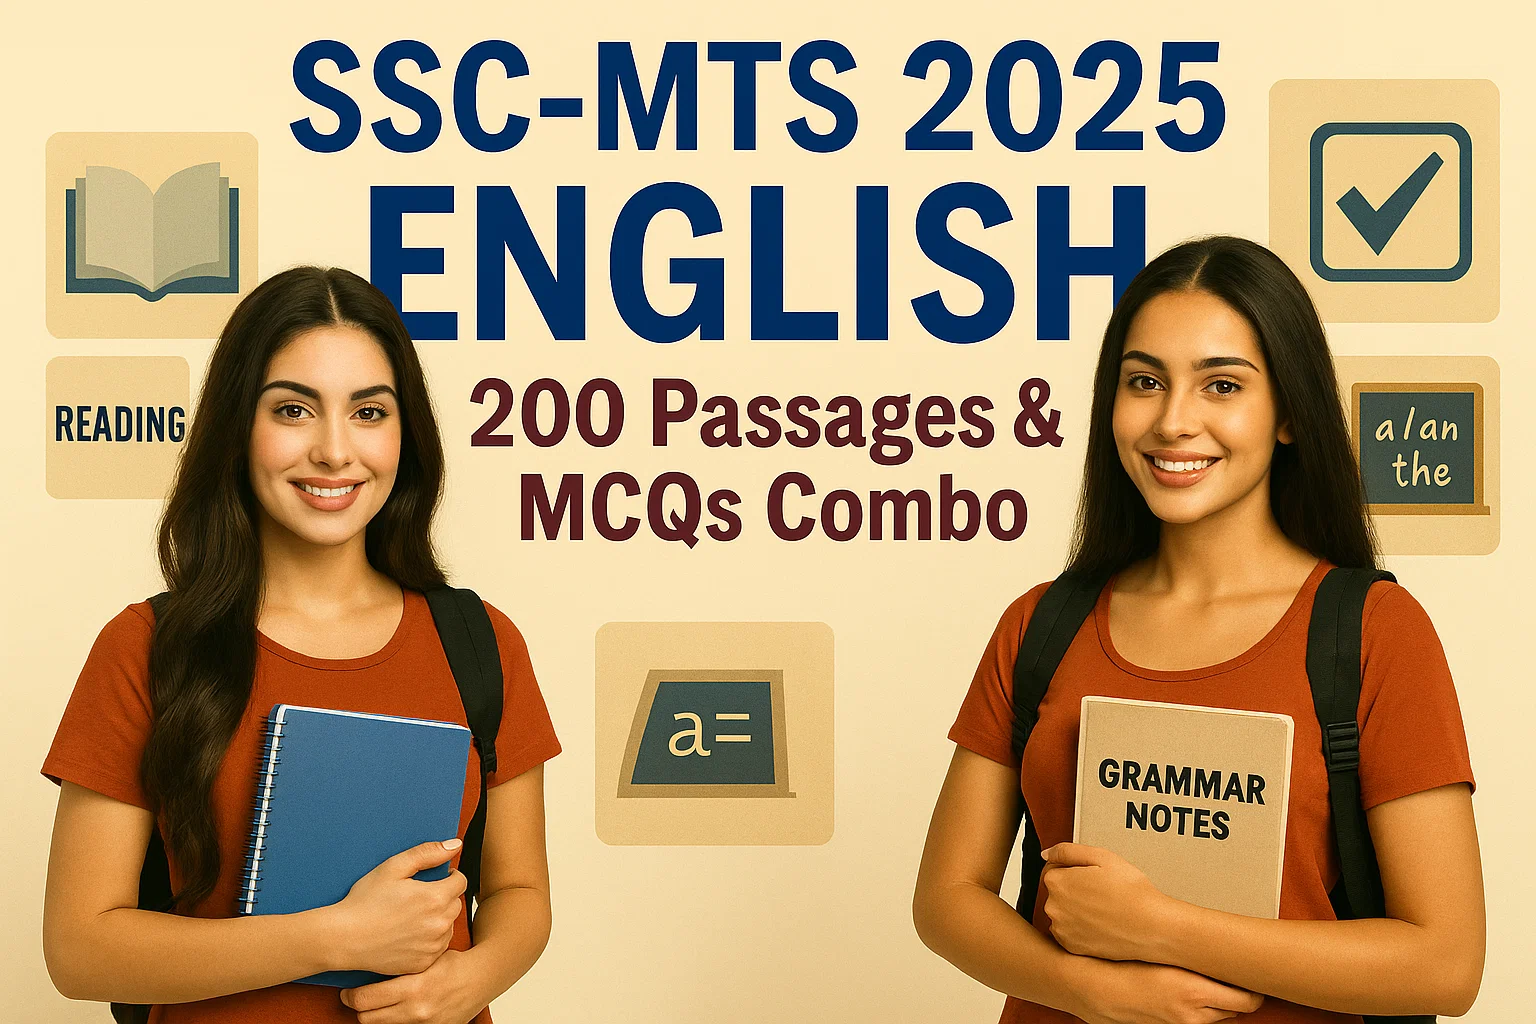 SSC-MTS 2025
ENGLISH
200 Passages &
MCQs Combo
READING
a/an
the
a=
GRAMMAR
NOTES